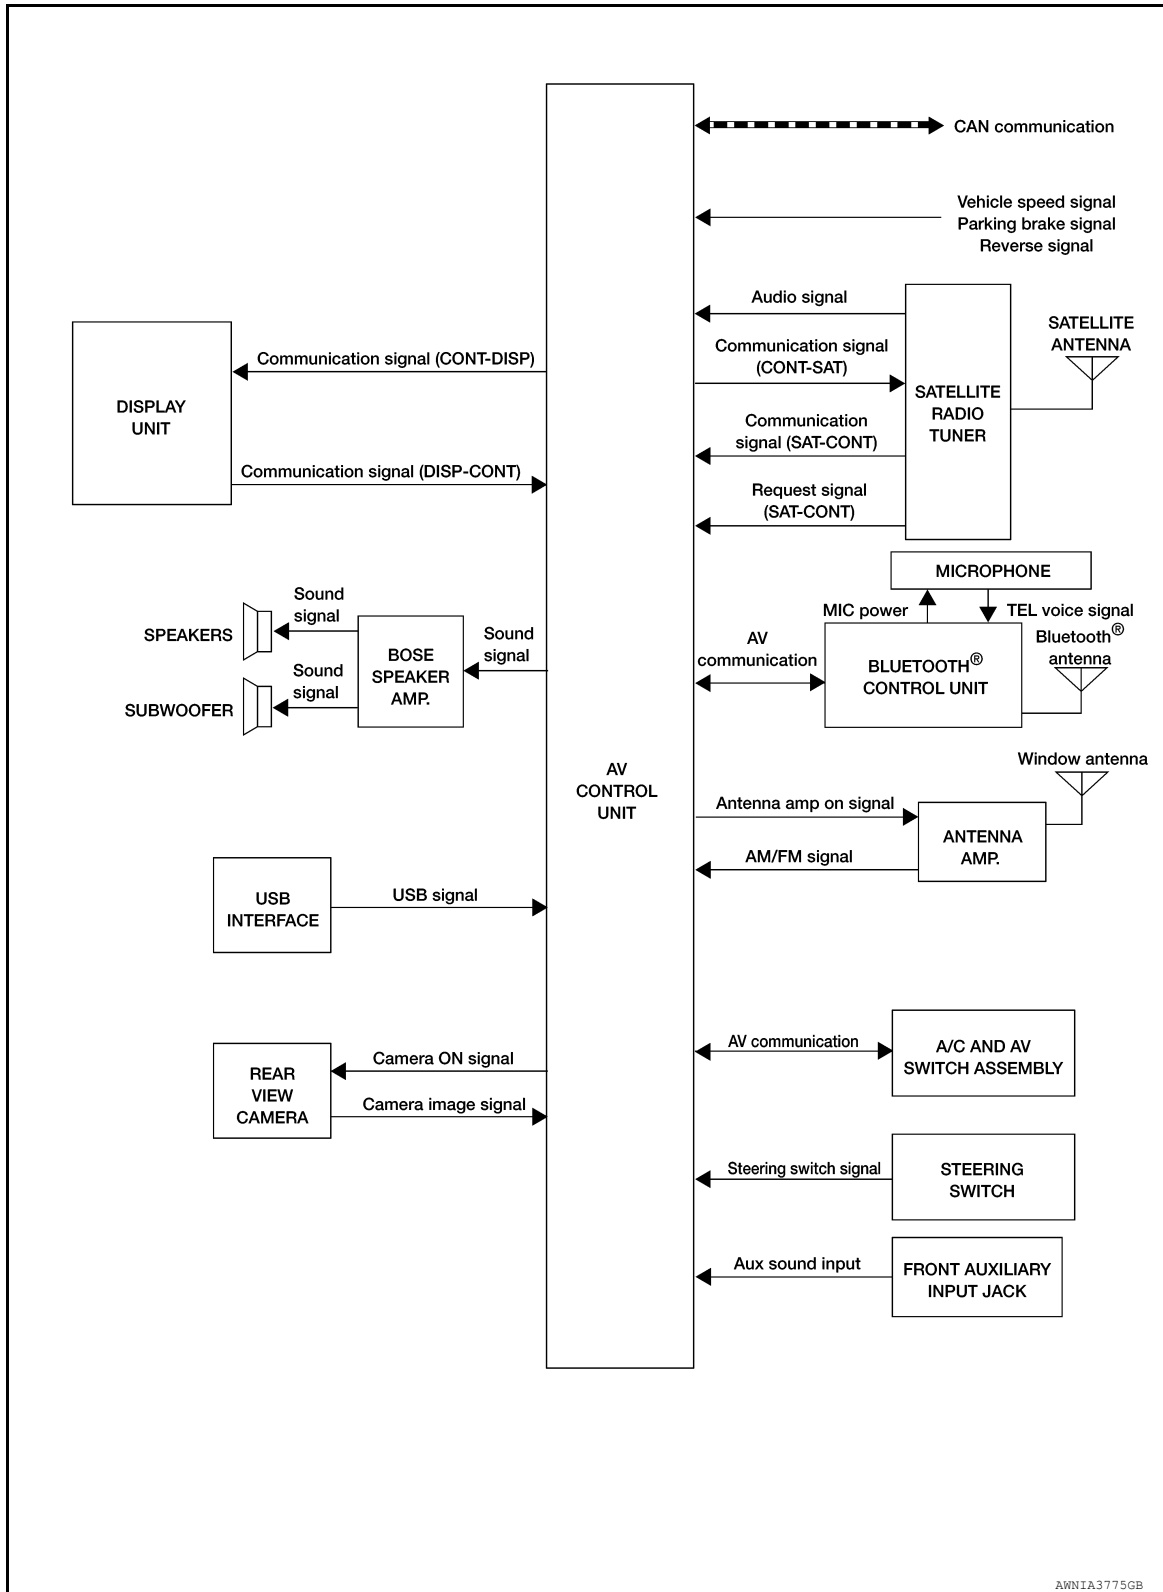 CAN communication
Vehicle speed signal
Parking brake signal
Reverse signal
Audio signal
Communication signal
(CONT-SAT)
Communication
signal (SAT-CONT)
Request signal
(SAT-CONT)
SATELLITE
RADIO
TUNER
SATELLITE
ANTENNA
Communication signal (CONT-DISP)
DISPLAY
UNIT
Communication signal (DISP-CONT)
MICROPHONE
MIC power
TEL voice signal
Bluetooth®
antenna
AV
communication
BLUETOOTH®
CONTROL UNIT
Sound
signal
SPEAKERS
Sound
signal
SUBWOOFER
BOSE
SPEAKER
AMP.
Sound
signal
AV
CONTROL
UNIT
Window antenna
Antenna amp on signal
AM/FM signal
ANTENNA
AMP.
USB
INTERFACE
USB signal
REAR
VIEW
CAMERA
Camera ON signal
Camera image signal
AV communication
A/C AND AV
SWITCH ASSEMBLY
Steering switch signal
STEERING
SWITCH
Aux sound input
FRONT AUXILIARY
INPUT JACK
AWNIA3775GB